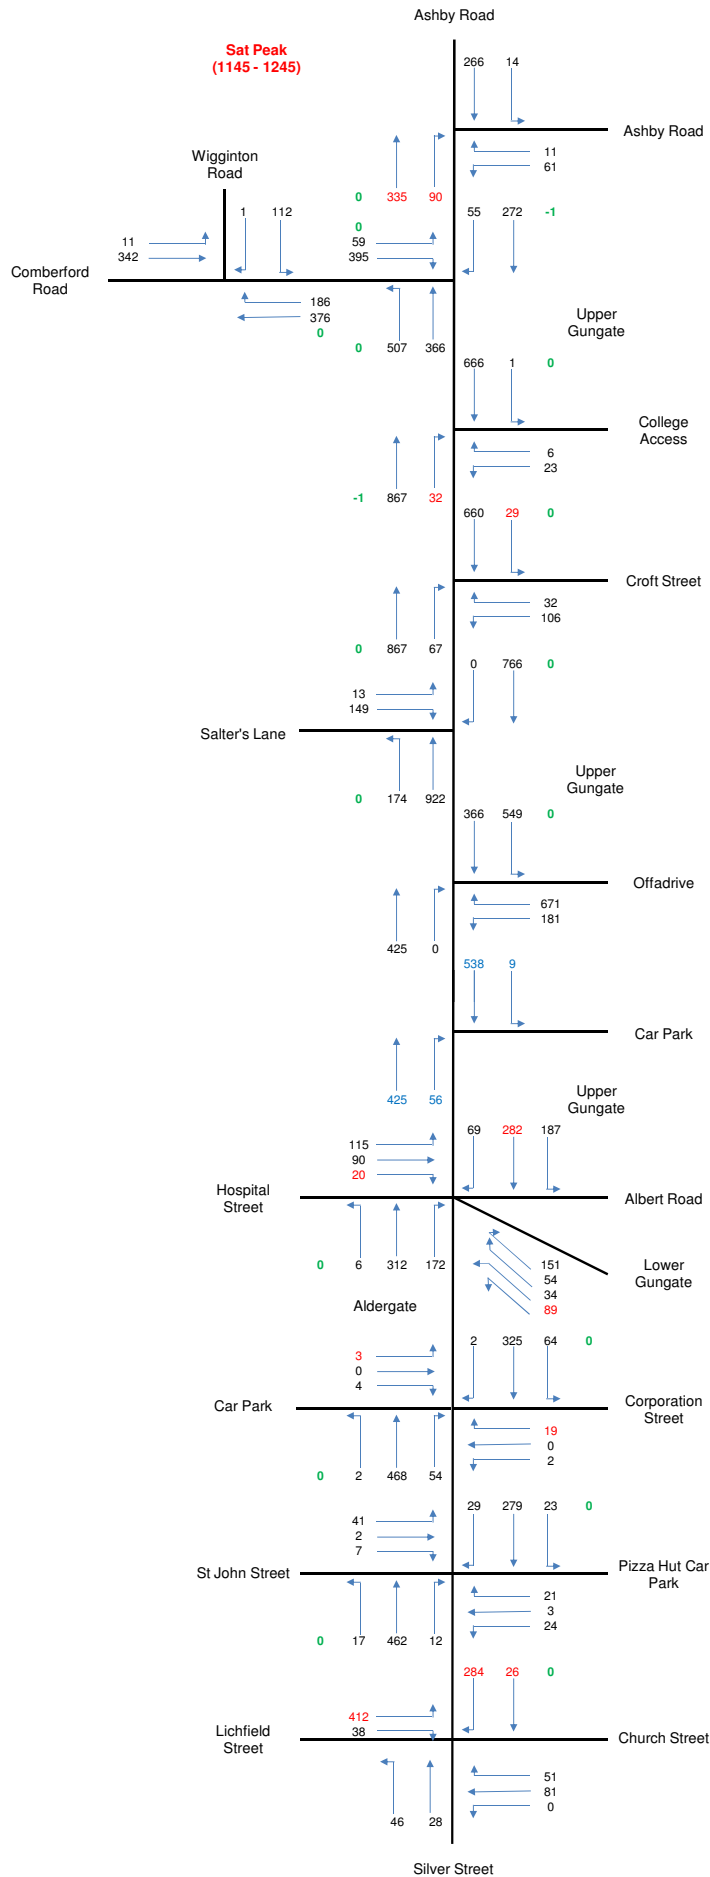 Ashby Road
Sat Peak
(1145 - 1245)
266 14
Ashby Road
11
61
Wigginton
Road
0 335 90
1 112
55 272 -1
0
11
59
342
395
Comberford
Road
186
376
0
Upper
Gungate
0 507 366
666 1 0
College
Access
6
23
-1 867 32
660 29 0
Croft Street
32
106
0 867 67
0 766 0
13
149
Salter's Lane
Upper
Gungate
0 174 922
366 549 0
Offadrive
671
181
425 0
538 9
Car Park
Upper
Gungate
425 56
69 282 187
115
90
20
Hospital
Street
Albert Road
0 6 312 172
151
54
34
89
Lower
Gungate
Aldergate
2 325 64 0
3
0
4
Car Park
Corporation
Street
19
0
2
0 2 468 54
29 279 23 0
41
2
7
St John Street
Pizza Hut Car
Park
21
3
24
0 17 462 12
284 26 0
412
38
Lichfield
Street
Church Street
51
81
0
46 28
Silver Street